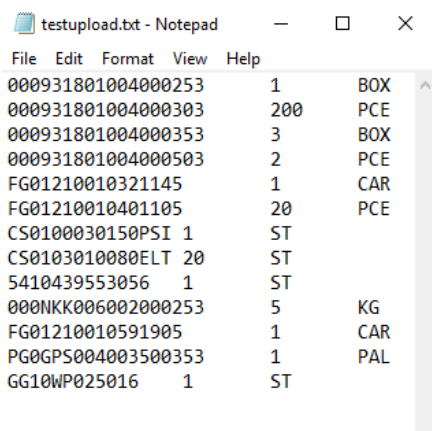 testupload.txt - Notepad
File Edit Format View Help
000931801004000253 1 BOX
000931801004000303 200 PCE
000931801004000353 3 BOX
000931801004000503 2 PCE
FG01210010321145 1 CAR
FG01210010401105 20 PCE
CS0100030150PSI 1 ST
CS0103010080ELT 20 ST
5410439553056 1 ST
000NKK006002000253 5 KG
FG01210010591905 1 CAR
PG0GPS004003500353 1 PAL
GG10WP025016 1 ST